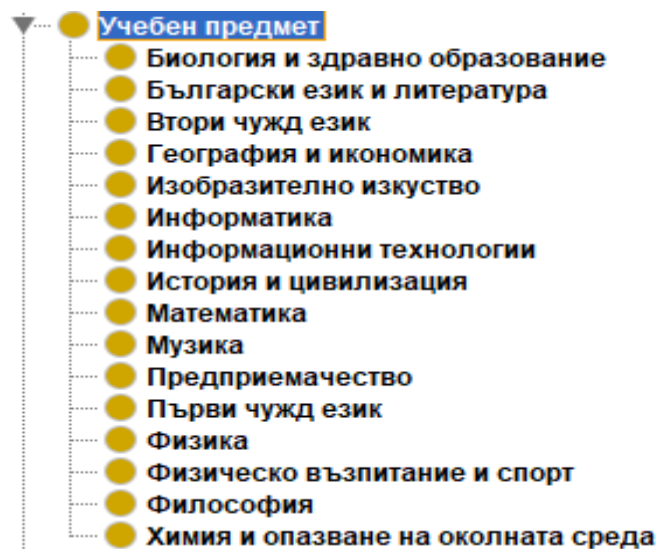 Учебен предмет
Биология и здравно образование
Български език и литература
Втори чужд език
География и икономика
Изобразително изкуство
Информатика
Информационни технологии
История и цивилизация
Математика
Музика
Предприемачество
Първи чужд език
Физика
Физическо възпитание и спорт
Философия
Химия и опазване на околната среда